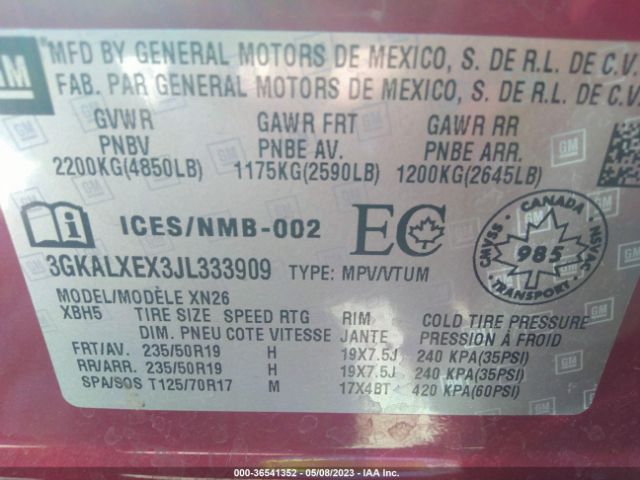 GM
MFD BY GENERAL MOTORS DE MEXICO, S. DE R.L. DE C.V.
FAB. PAR GENERAL MOTORS DE MEXICO, S. DE R.L. DE C.V.
GVWR GAWR FRT GAWR RR
PNBV PNBE AV. PNBE ARR.
2200KG(4850LB) 1175KG(2590LB) 1200KG(2645LB)
ICES/NMB-002 EC
CANADA CMVSS NSVAC
985
TRANSPORT
3GKALXEX3JL333909 TYPE: MPV/VTUM
MODEL/MODÈLE XN26
XBH5 TIRE SIZE SPEED RTG RIM COLD TIRE PRESSURE
DIM. PNEU COTE VITESSE JANTE PRESSION À FROID
FRT/AV. 235/50R19 H 19X7.5J 240 KPA(35PSI)
RR/ARR. 235/50R19 H 19X7.5J 240 KPA(35PSI)
SPA/SOS T125/70R17 M 17X4BT 420 KPA(60PSI)
000-36541352 - 05/08/2023 - IAA Inc.